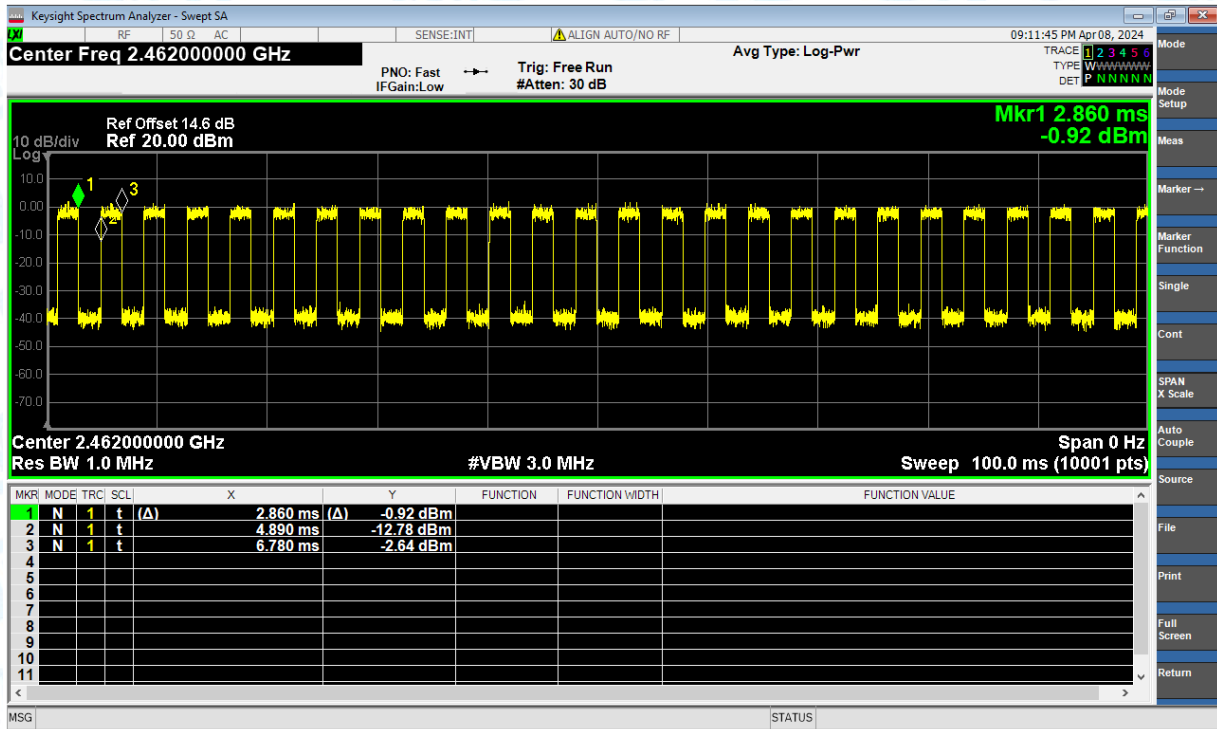 Keysight Spectrum Analyzer - Swept SA
LXI RF 50 Ω AC SENSE:INT ALIGN AUTO/NO RF 09:11:45 PM Apr 08, 2024
Center Freq 2.462000000 GHz
PNO: Fast
IFGain:Low
Trig: Free Run
#Atten: 30 dB
Avg Type: Log-Pwr
TRACE 1 2 3 4 5 6
TYPE WWWWWW
DET P N N N N N
Mkr1 2.860 ms
-0.92 dBm
Ref Offset 14.6 dB
10 dB/div Ref 20.00 dBm
Log
10.0
0.00
-10.0
-20.0
-30.0
-40.0
-50.0
-60.0
-70.0
1
2
3
Center 2.462000000 GHz Span 0 Hz
Res BW 1.0 MHz #VBW 3.0 MHz Sweep 100.0 ms (10001 pts)
MKR MODE TRC SCL X Y FUNCTION FUNCTION WIDTH FUNCTION VALUE
1 N 1 t (Δ) 2.860 ms (Δ) -0.92 dBm
2 N 1 t 4.890 ms -12.78 dBm
3 N 1 t 6.780 ms -2.64 dBm
4
5
6
7
8
9
10
11
MSG STATUS
Mode
Mode
Setup
Meas
Marker →
Marker
Function
Single
Cont
SPAN
X Scale
Auto
Couple
Source
File
Print
Full
Screen
Return